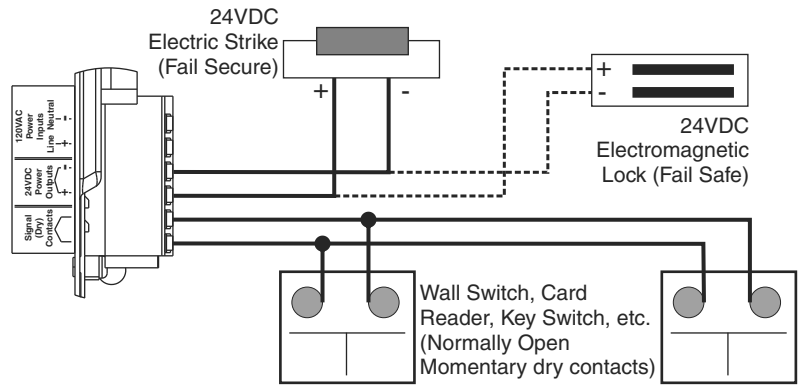 24VDC
Electric Strike
(Fail Secure)
+
-
+
-
24VDC
Electromagnetic
Lock (Fail Safe)
120VAC
Power
Inputs
Line Neutral
+ -
24VDC
Power
Outputs
+ -
Signal
(Dry)
Contacts
Wall Switch, Card
Reader, Key Switch, etc.
(Normally Open
Momentary dry contacts)